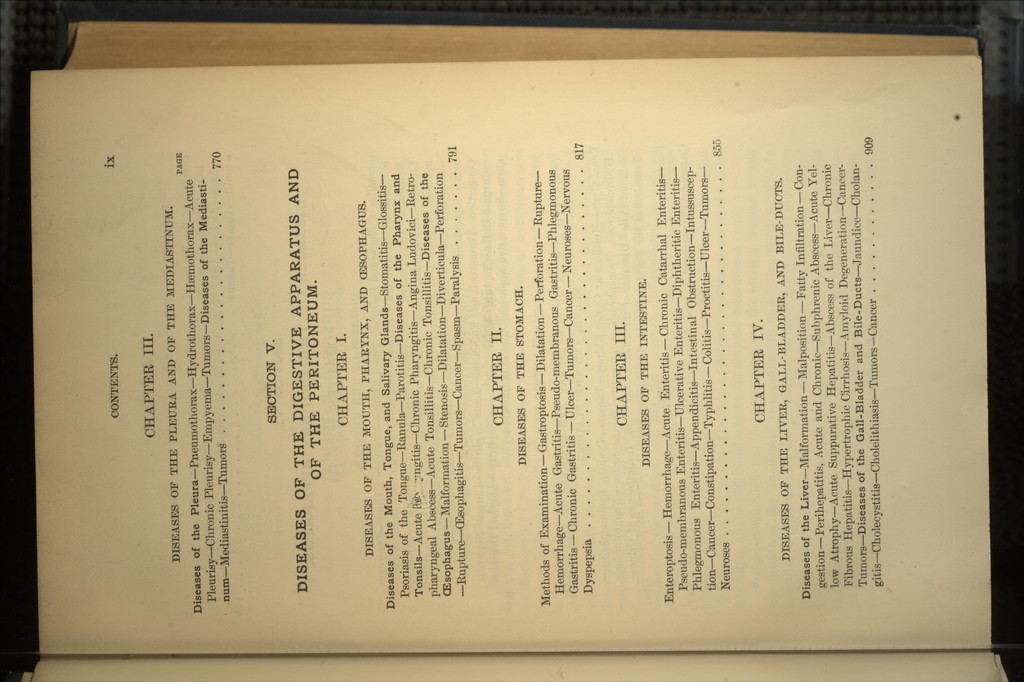 CONTENTS. ix
CHAPTER III.
DISEASES OF THE PLEURA AND OF THE MEDIASTINUM.
PAGE
Diseases of the Pleura—Pneumothorax—Hydrothorax—Hæmothorax—Acute
Pleurisy—Chronic Pleurisy—Empyema—Tumors—Diseases of the Mediasti-
num—Mediastinitis—Tumors . . . . . . . . . . . . . . . . . . . . 770
SECTION V.
DISEASES OF THE DIGESTIVE APPARATUS AND
OF THE PERITONEUM.
CHAPTER I.
DISEASES OF THE MOUTH, PHARYNX, AND ŒSOPHAGUS.
Diseases of the Mouth, Tongue, and Salivary Glands—Stomatitis—Glossitis—
Psoriasis of the Tongue—Ranula—Parotitis—Diseases of the Pharynx and
Tonsils—Acute Pharyngitis—Chronic Pharyngitis—Angina Ludovici—Retro-
pharyngeal Abscess—Acute Tonsillitis—Chronic Tonsillitis—Diseases of the
Œsophagus—Malformation—Stenosis—Dilatation—Diverticula—Perforation
—Rupture—Œsophagitis—Tumors—Cancer—Spasm—Paralysis . . . . . . . 791
CHAPTER II.
DISEASES OF THE STOMACH.
Methods of Examination—Gastroptosis—Dilatation—Perforation—Rupture—
Hemorrhage—Acute Gastritis—Pseudo-membranous Gastritis—Phlegmonous
Gastritis—Chronic Gastritis—Ulcer—Tumors—Cancer—Neuroses—Nervous
Dyspepsia . . . . . . . . . . . . . . . . . . . . . . . . . . . . 817
CHAPTER III.
DISEASES OF THE INTESTINE.
Enteroptosis—Hemorrhage—Acute Enteritis—Chronic Catarrhal Enteritis—
Pseudo-membranous Enteritis—Ulcerative Enteritis—Diphtheritic Enteritis—
Phlegmonous Enteritis—Appendicitis—Intestinal Obstruction—Intussuscep-
tion—Cancer—Constipation—Typhlitis—Colitis—Proctitis—Ulcer—Tumors—
Neuroses . . . . . . . . . . . . . . . . . . . . . . . . . . . . . 855
CHAPTER IV.
DISEASES OF THE LIVER, GALL-BLADDER, AND BILE-DUCTS.
Diseases of the Liver—Malformation—Malposition—Fatty Infiltration—Con-
gestion—Perihepatitis, Acute and Chronic—Subphrenic Abscess—Acute Yel-
low Atrophy—Acute Suppurative Hepatitis—Abscess of the Liver—Chronic
Fibrous Hepatitis—Hypertrophic Cirrhosis—Amyloid Degeneration—Cancer—
Tumors—Diseases of the Gall-Bladder and Bile-Ducts—Jaundice—Cholan-
gitis—Cholecystitis—Cholelithiasis—Tumors—Cancer . . . . . . . . . . . 909